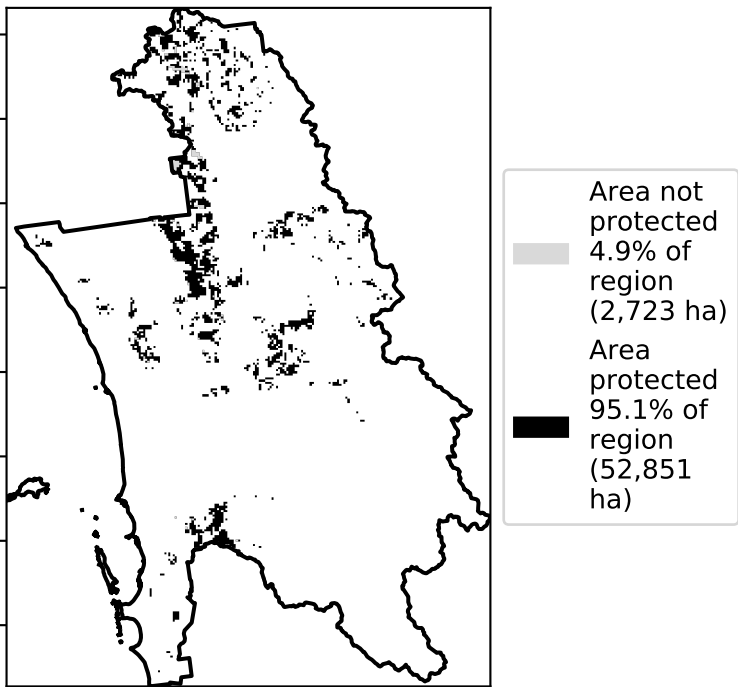 Area not
protected
4.9% of
region
(2,723 ha)
Area
protected
95.1% of
region
(52,851
ha)